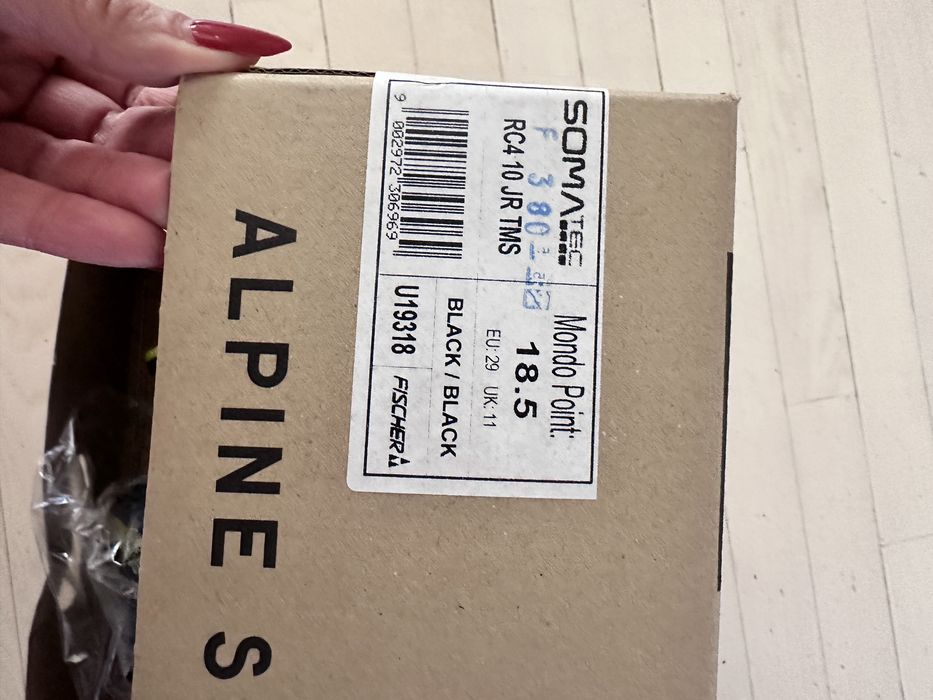 SOMATEC
RC4 10 JR TMS
9 002972 306969
Mondo Point:
18.5
EU: 29 UK: 11
BLACK / BLACK
U19318
FISCHER
ALPINE S